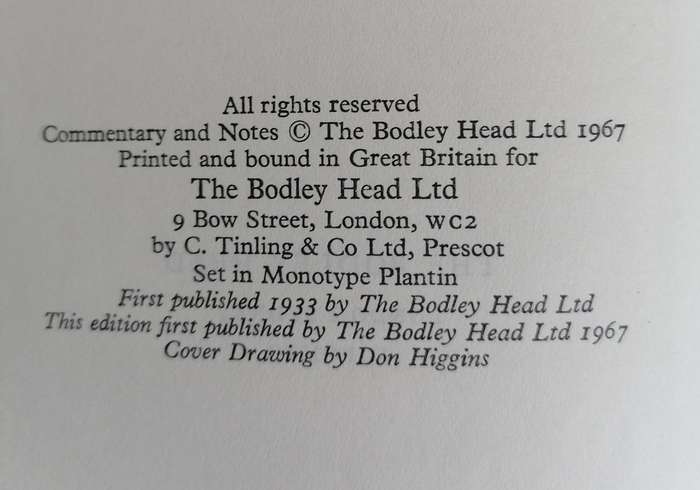 All rights reserved
Commentary and Notes © The Bodley Head Ltd 1967
Printed and bound in Great Britain for
The Bodley Head Ltd
9 Bow Street, London, WC2
by C. Tinling & Co Ltd, Prescot
Set in Monotype Plantin
First published 1933 by The Bodley Head Ltd
This edition first published by The Bodley Head Ltd 1967
Cover Drawing by Don Higgins